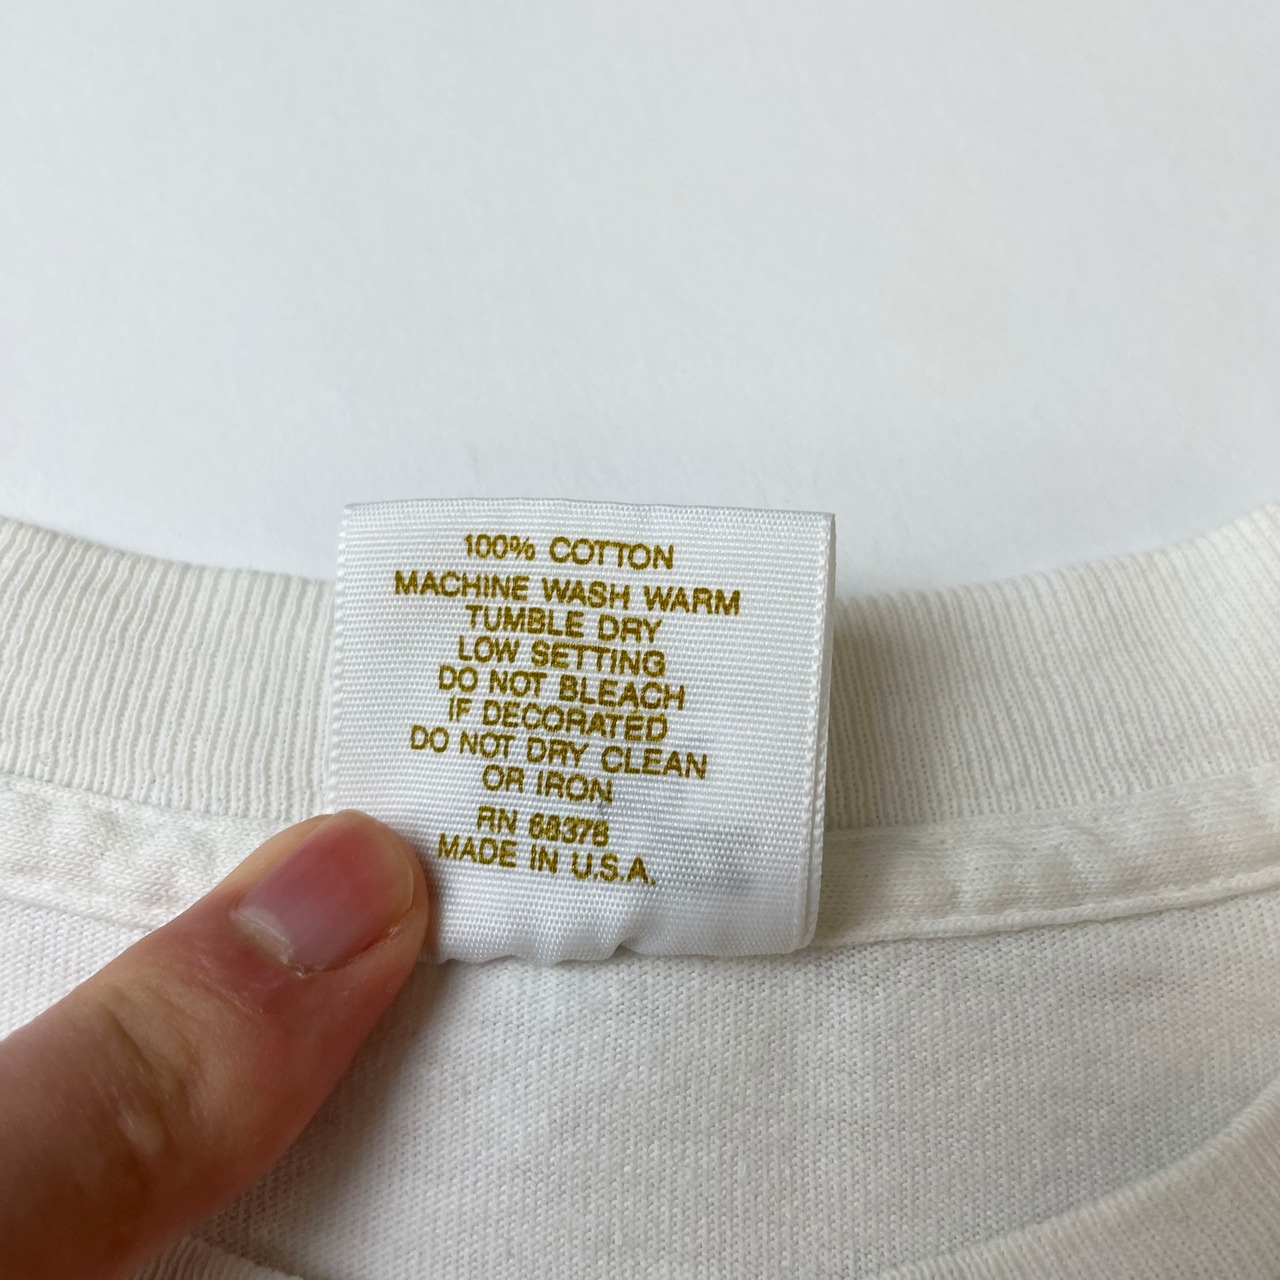 100% COTTON
MACHINE WASH WARM
TUMBLE DRY
LOW SETTING
DO NOT BLEACH
IF DECORATED
DO NOT DRY CLEAN
OR IRON
RN 68378
MADE IN U.S.A.